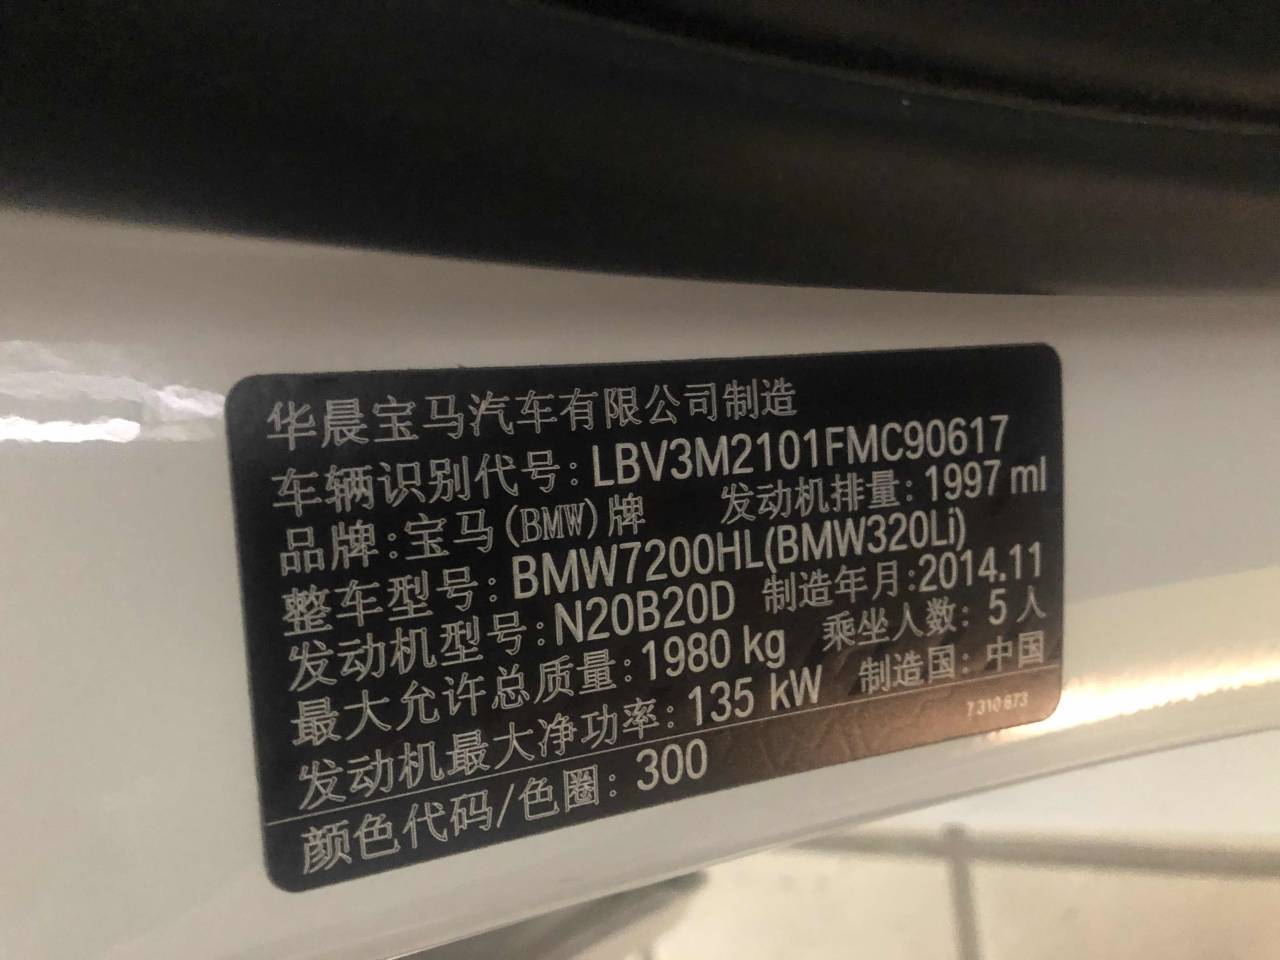 华晨宝马汽车有限公司制造
车辆识别代号: LBV3M2101FMC90617
品牌:宝马(BMW)牌 发动机排量: 1997 ml
整车型号: BMW7200HL(BMW320Li)
发动机型号: N20B20D 制造年月:2014.11
最大允许总质量: 1980 kg 乘坐人数: 5 人
发动机最大净功率: 135 kW 制造国: 中国
颜色代码/色圈: 300 7 310 673